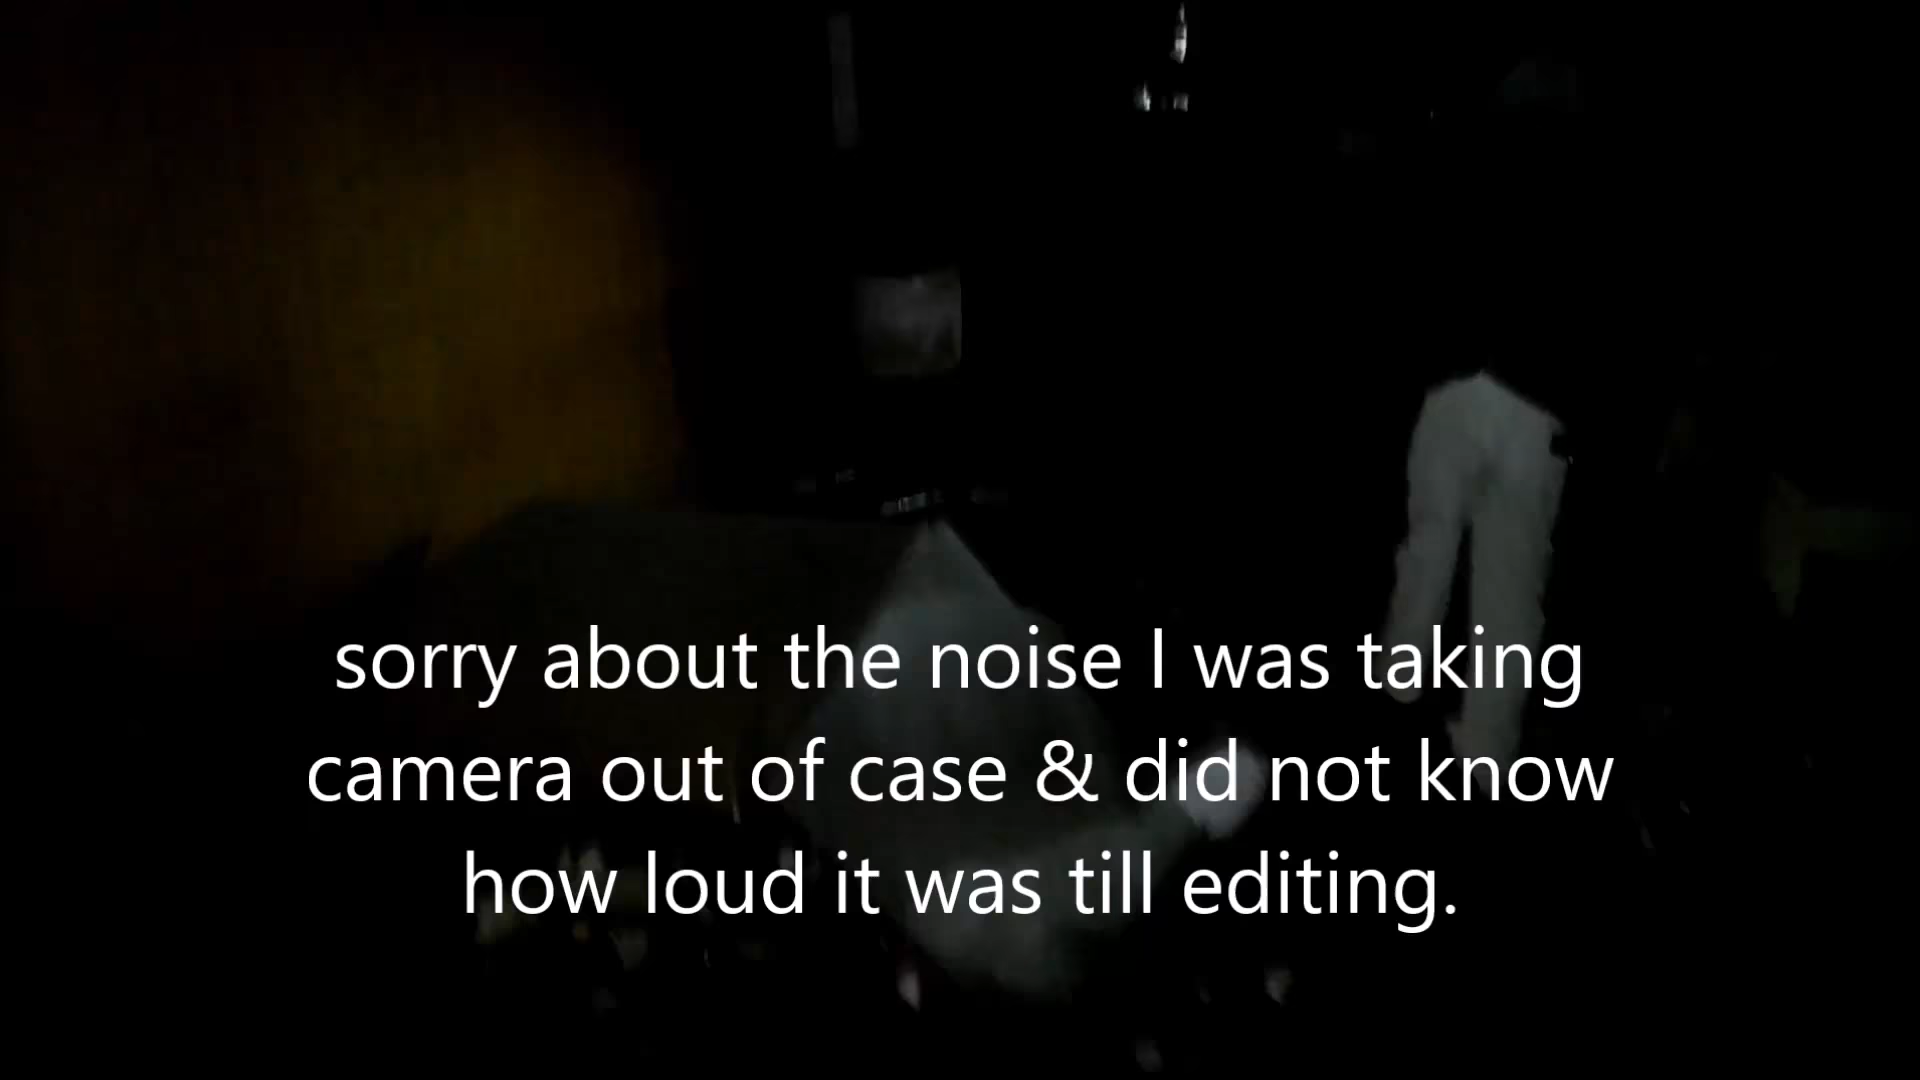 sorry about the noise I was taking
camera out of case & did not know
how loud it was till editing.